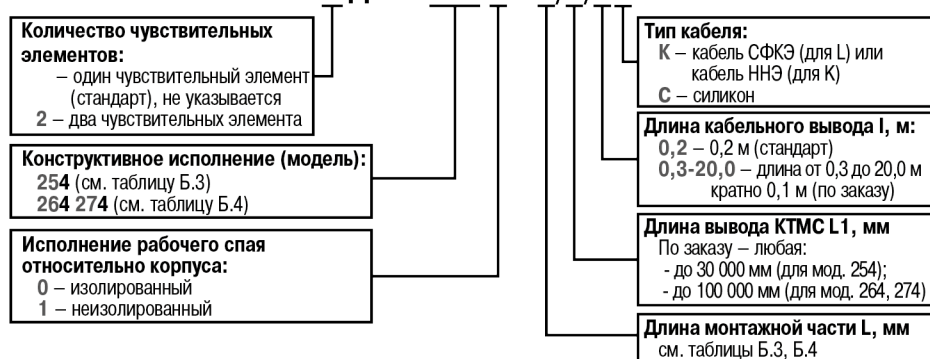 Количество чувствительных
элементов:
– один чувствительный элемент
(стандарт), не указывается
2 – два чувствительных элемента
Конструктивное исполнение (модель):
254 (см. таблицу Б.3)
264 274 (см. таблицу Б.4)
Исполнение рабочего спая
относительно корпуса:
0 – изолированный
1 – неизолированный
Тип кабеля:
К – кабель СФКЭ (для L) или
кабель ННЭ (для K)
С – силикон
Длина кабельного вывода l, м:
0,2 – 0,2 м (стандарт)
0,3-20,0 – длина от 0,3 до 20,0 м
кратно 0,1 м (по заказу)
Длина вывода КТМС L1, мм
По заказу – любая:
- до 30 000 мм (для мод. 254);
- до 100 000 мм (для мод. 264, 274)
Длина монтажной части L, мм
см. таблицы Б.3, Б.4